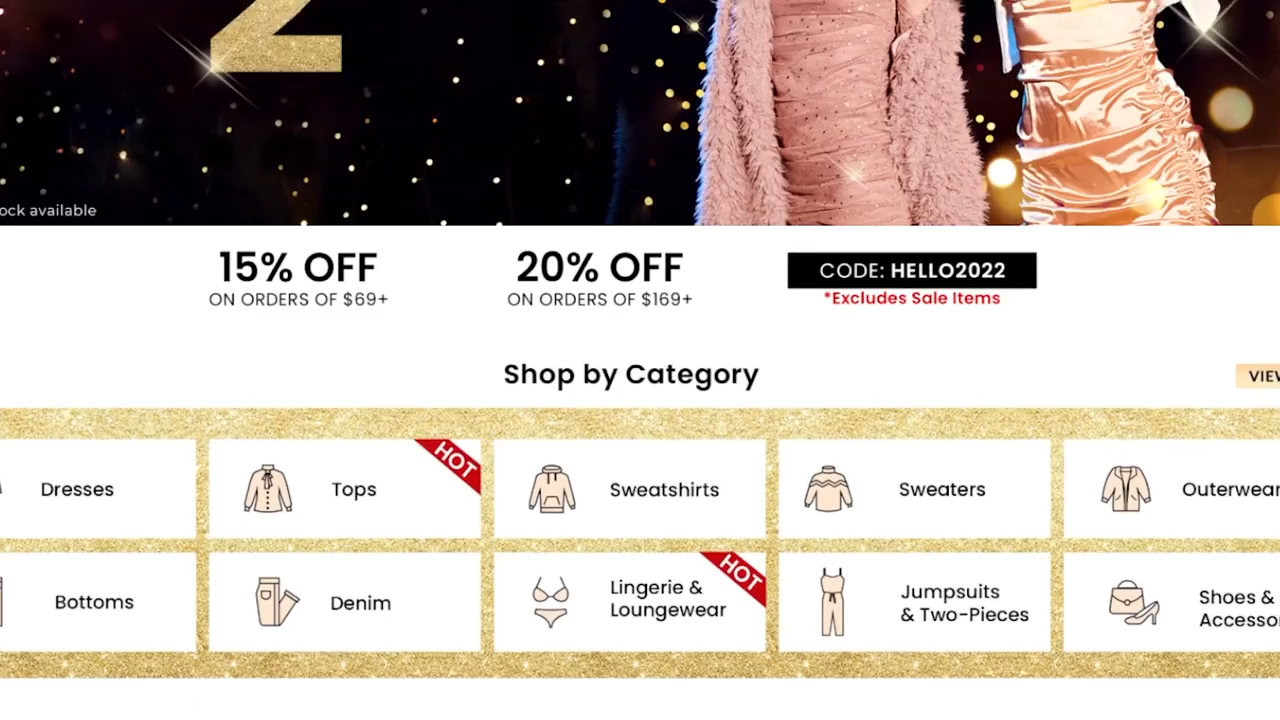 2
ock available
15% OFF
ON ORDERS OF $69+
20% OFF
ON ORDERS OF $169+
CODE: HELLO2022
*Excludes Sale Items
Shop by Category
VIEW
Dresses
Tops
HOT
Sweatshirts
Sweaters
Outerwear
Bottoms
Denim
Lingerie &
Loungewear
HOT
Jumpsuits
& Two-Pieces
Shoes &
Accessor